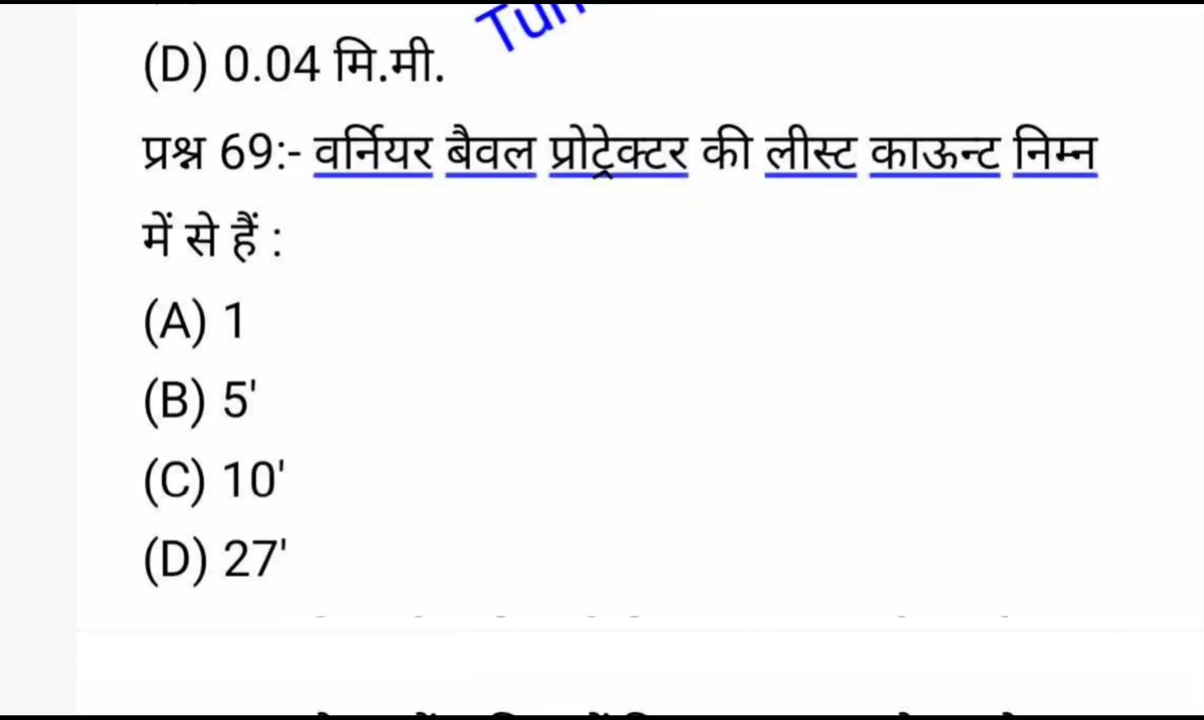 (D) 0.04 मि.मी.
प्रश्न 69:- वर्नियर बैवल प्रोट्रेक्टर की लीस्ट काऊन्ट निम्न
में से हैं :
(A) 1
(B) 5'
(C) 10'
(D) 27'